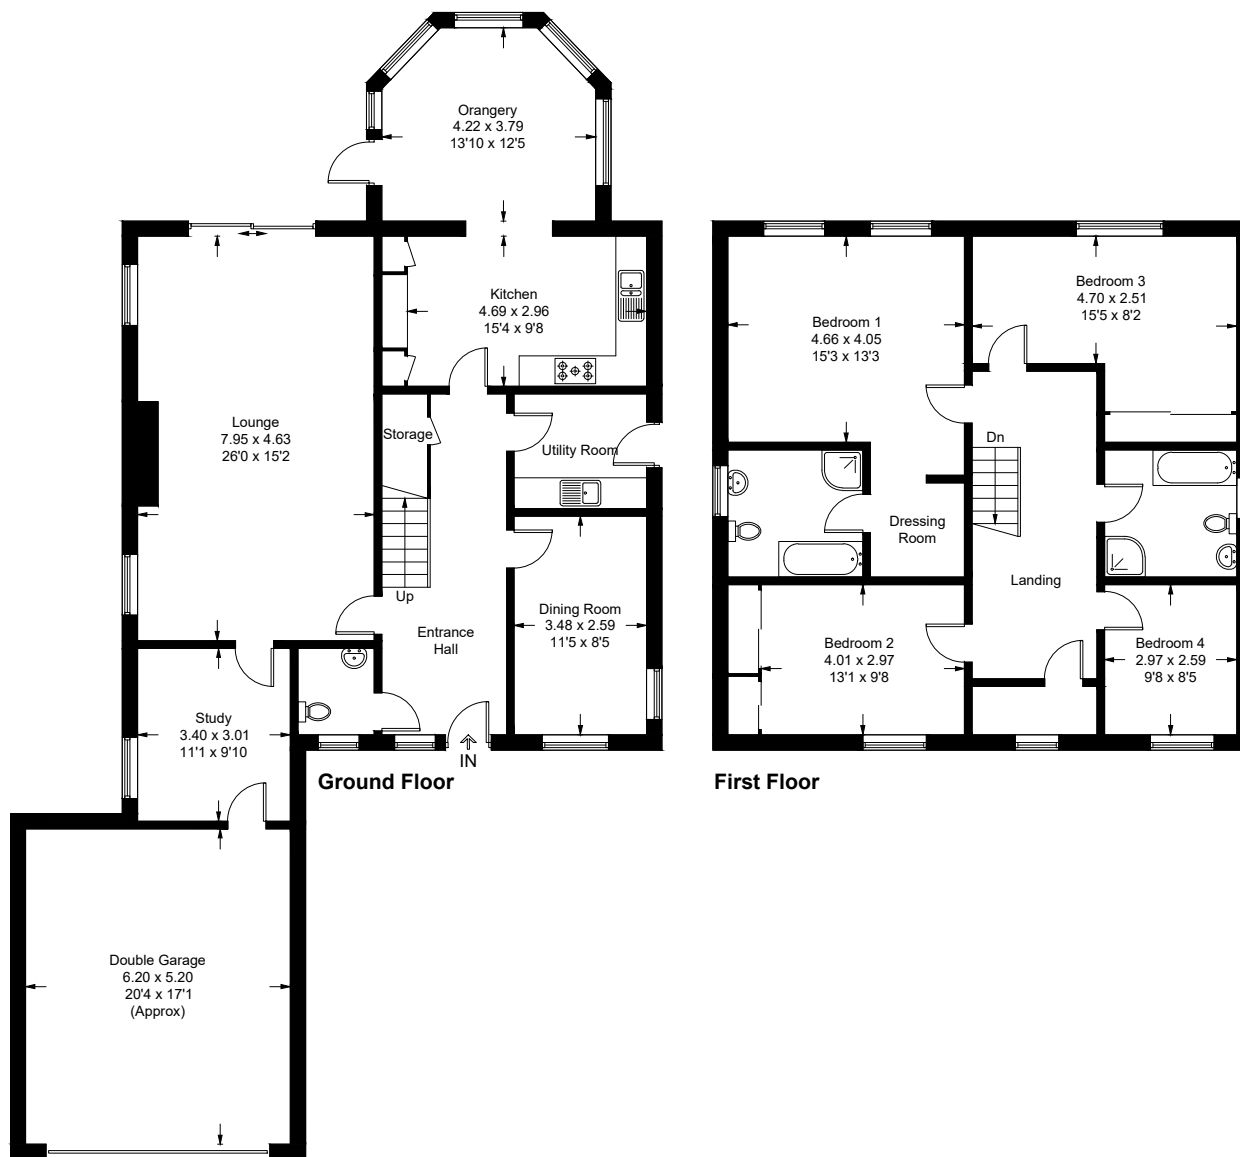 Orangery
4.22 x 3.79
13'10 x 12'5
Kitchen
4.69 x 2.96
15'4 x 9'8
Lounge
7.95 x 4.63
26'0 x 15'2
Storage
Utility Room
Up
Entrance
Hall
Dining Room
3.48 x 2.59
11'5 x 8'5
Study
3.40 x 3.01
11'1 x 9'10
IN
Ground Floor
Double Garage
6.20 x 5.20
20'4 x 17'1
(Approx)
Bedroom 1
4.66 x 4.05
15'3 x 13'3
Bedroom 3
4.70 x 2.51
15'5 x 8'2
Dn
Dressing
Room
Landing
Bedroom 2
4.01 x 2.97
13'1 x 9'8
Bedroom 4
2.97 x 2.59
9'8 x 8'5
First Floor